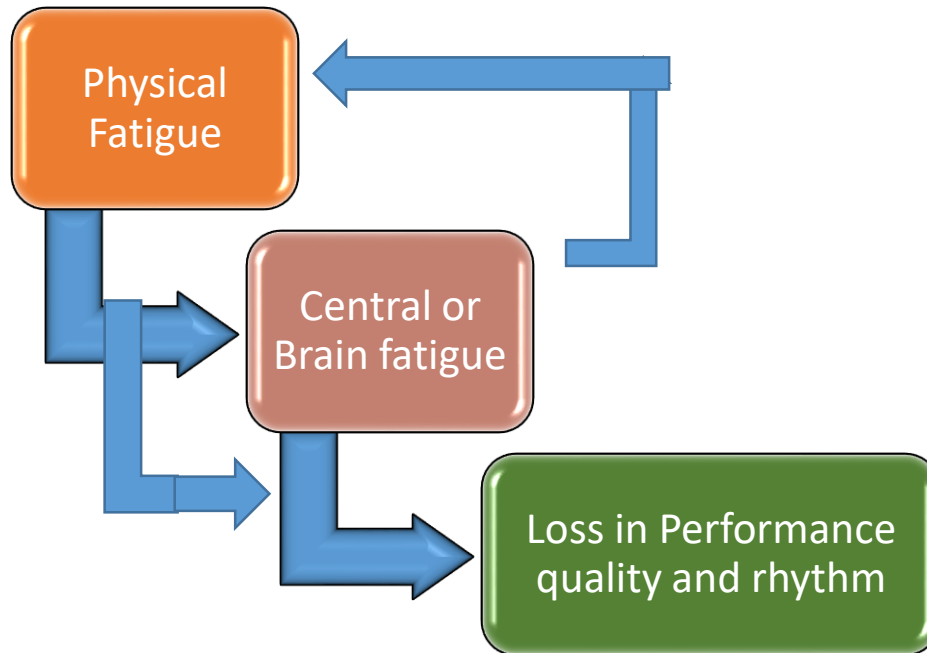 Physical
Fatigue
Central or
Brain fatigue
Loss in Performance
quality and rhythm